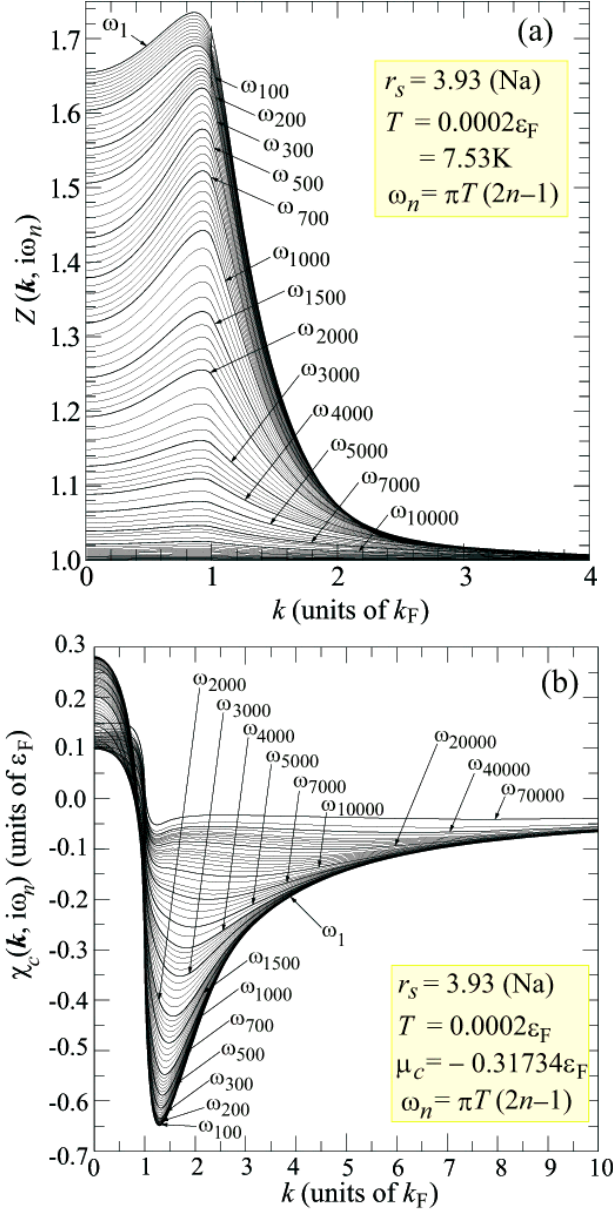 (a)
1.7
1.6
1.5
1.4
1.3
1.2
1.1
1.0
Z (k, iωn)
ω1
ω100
ω200
ω300
ω500
ω700
ω1000
ω1500
ω2000
ω3000
ω4000
ω5000
ω7000
ω10000
rs = 3.93 (Na)
T = 0.0002εF
= 7.53K
ωn = πT (2n–1)
0 1 2 3 4
k (units of kF)
(b)
0.3
0.2
0.1
0.0
-0.1
-0.2
-0.3
-0.4
-0.5
-0.6
-0.7
χc(k, iωn) (units of εF)
ω2000
ω3000
ω4000
ω5000
ω7000
ω10000
ω20000
ω40000
ω70000
ω1
ω1500
ω1000
ω700
ω500
ω300
ω200
ω100
rs = 3.93 (Na)
T = 0.0002εF
μc = – 0.31734εF
ωn = πT (2n–1)
0 1 2 3 4 5 6 7 8 9 10
k (units of kF)